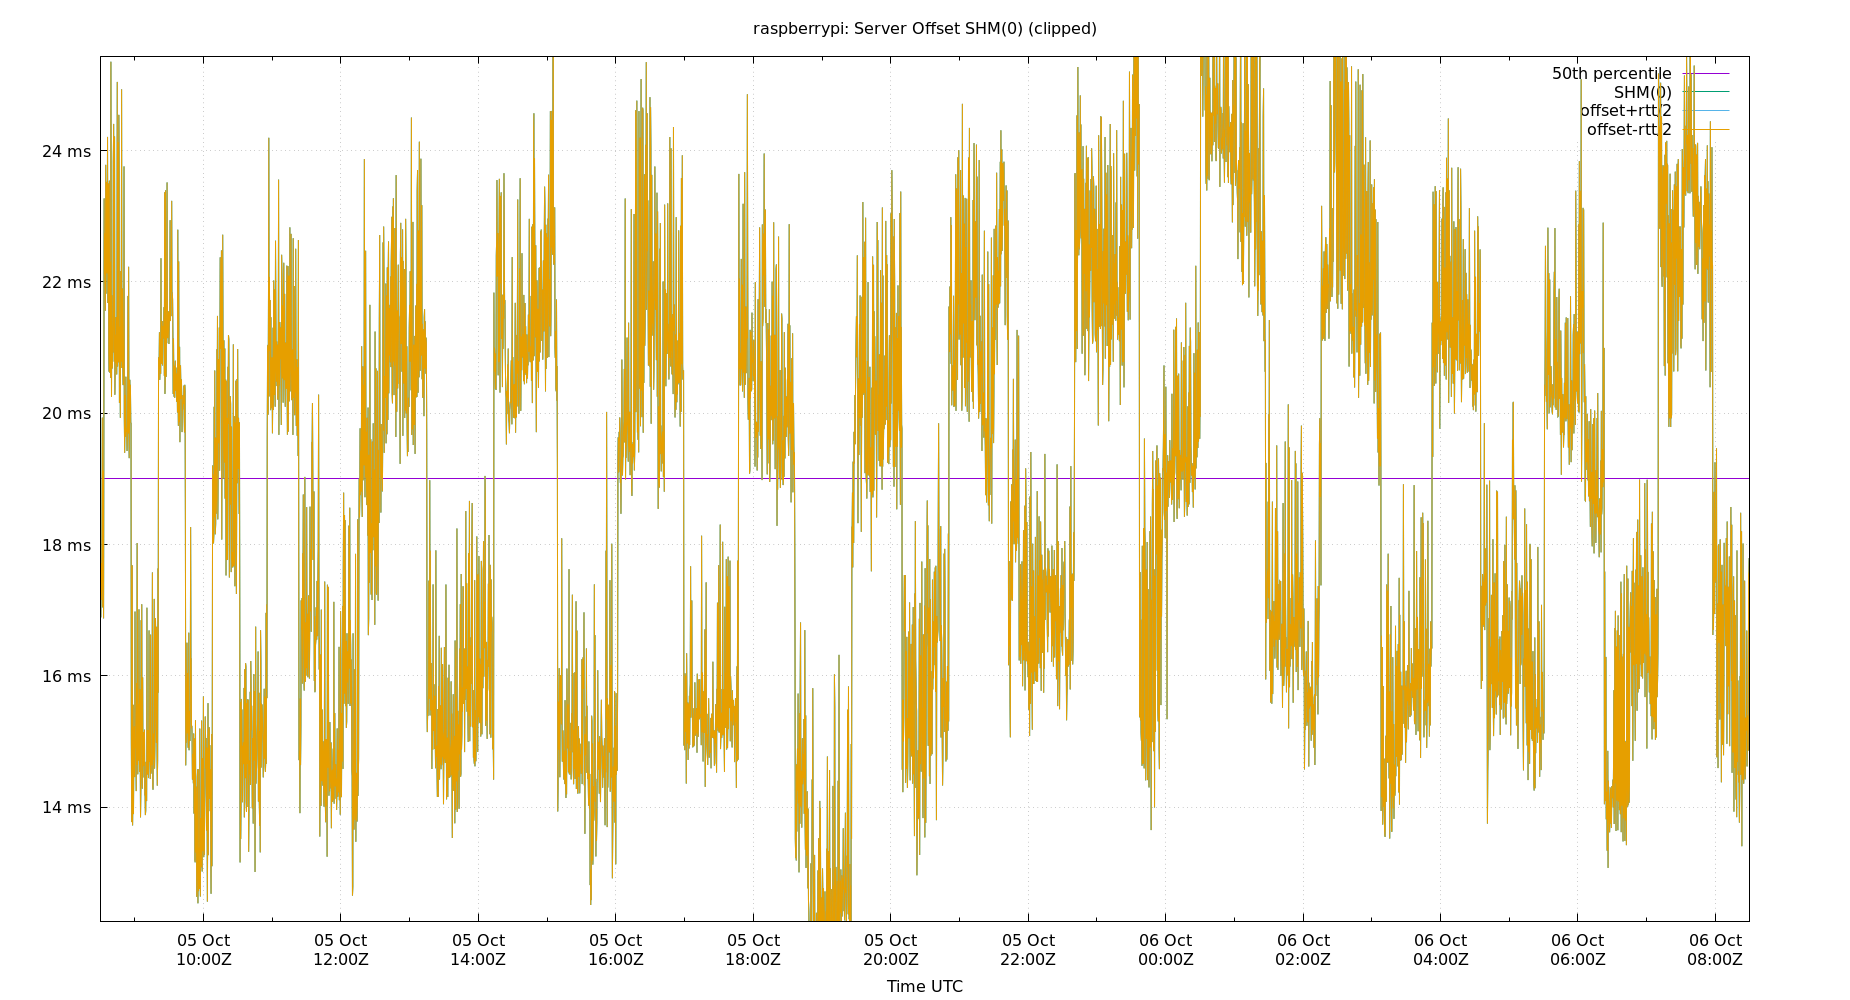 raspberrypi: Server Offset SHM(0) (clipped)
50th percentile
SHM(0)
offset+rtt/2
offset-rtt/2
24 ms
22 ms
20 ms
18 ms
16 ms
14 ms
05 Oct 05 Oct 05 Oct 05 Oct 05 Oct 05 Oct 05 Oct 06 Oct 06 Oct 06 Oct 06 Oct 06 Oct
10:00Z 12:00Z 14:00Z 16:00Z 18:00Z 20:00Z 22:00Z 00:00Z 02:00Z 04:00Z 06:00Z 08:00Z
Time UTC